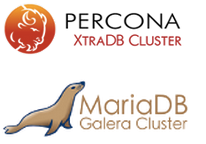 PERCONA
XTRADB CLUSTER
MariaDB
Galera Cluster